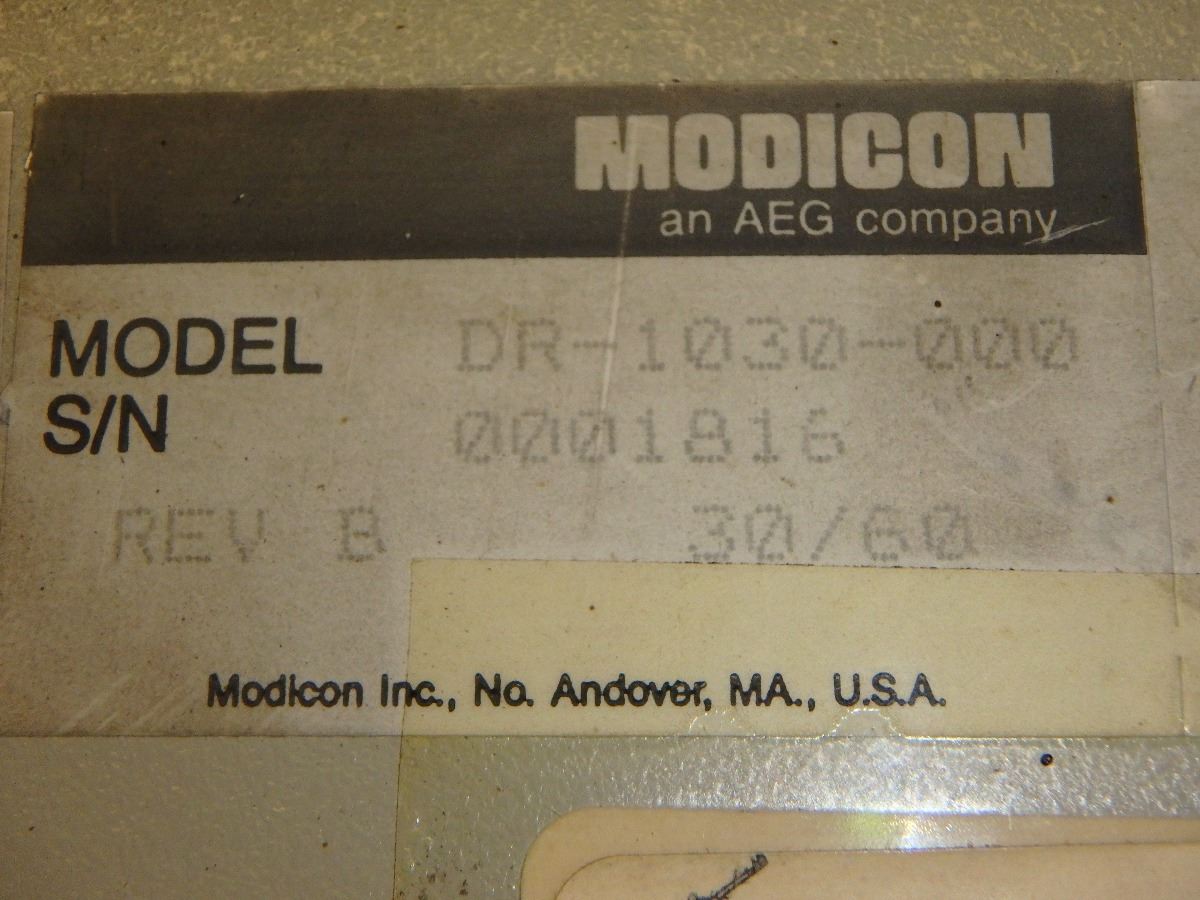 MODICON
an AEG company
MODEL DR-1030-000
S/N 0001816
REV B 30/60
Modicon Inc., No. Andover, MA., U.S.A.